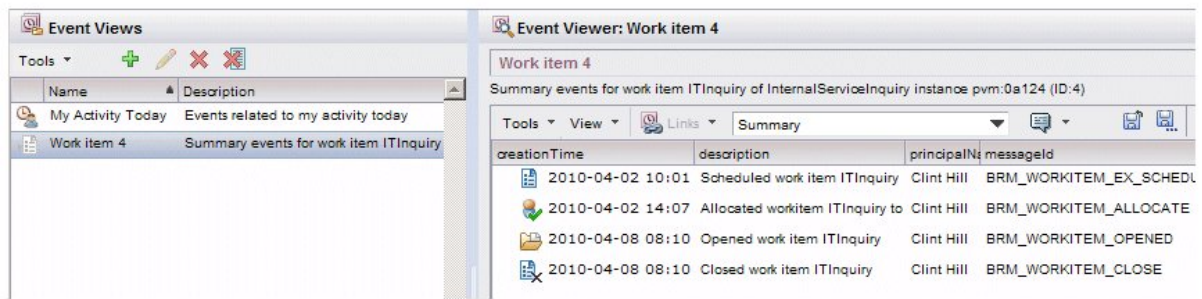 Event Views
Tools
Name Description
My Activity Today Events related to my activity today
Work item 4 Summary events for work item ITInquiry
Event Viewer: Work item 4
Work item 4
Summary events for work item ITInquiry of InternalServiceInquiry instance pvm:0a124 (ID:4)
Tools View Links Summary
creationTime description principalNa messageId
2010-04-02 10:01 Scheduled work item ITInquiry Clint Hill BRM_WORKITEM_EX_SCHEDU
2010-04-02 14:07 Allocated workitem ITInquiry to Clint Hill BRM_WORKITEM_ALLOCATE
2010-04-08 08:10 Opened work item ITInquiry Clint Hill BRM_WORKITEM_OPENED
2010-04-08 08:10 Closed work item ITInquiry Clint Hill BRM_WORKITEM_CLOSE